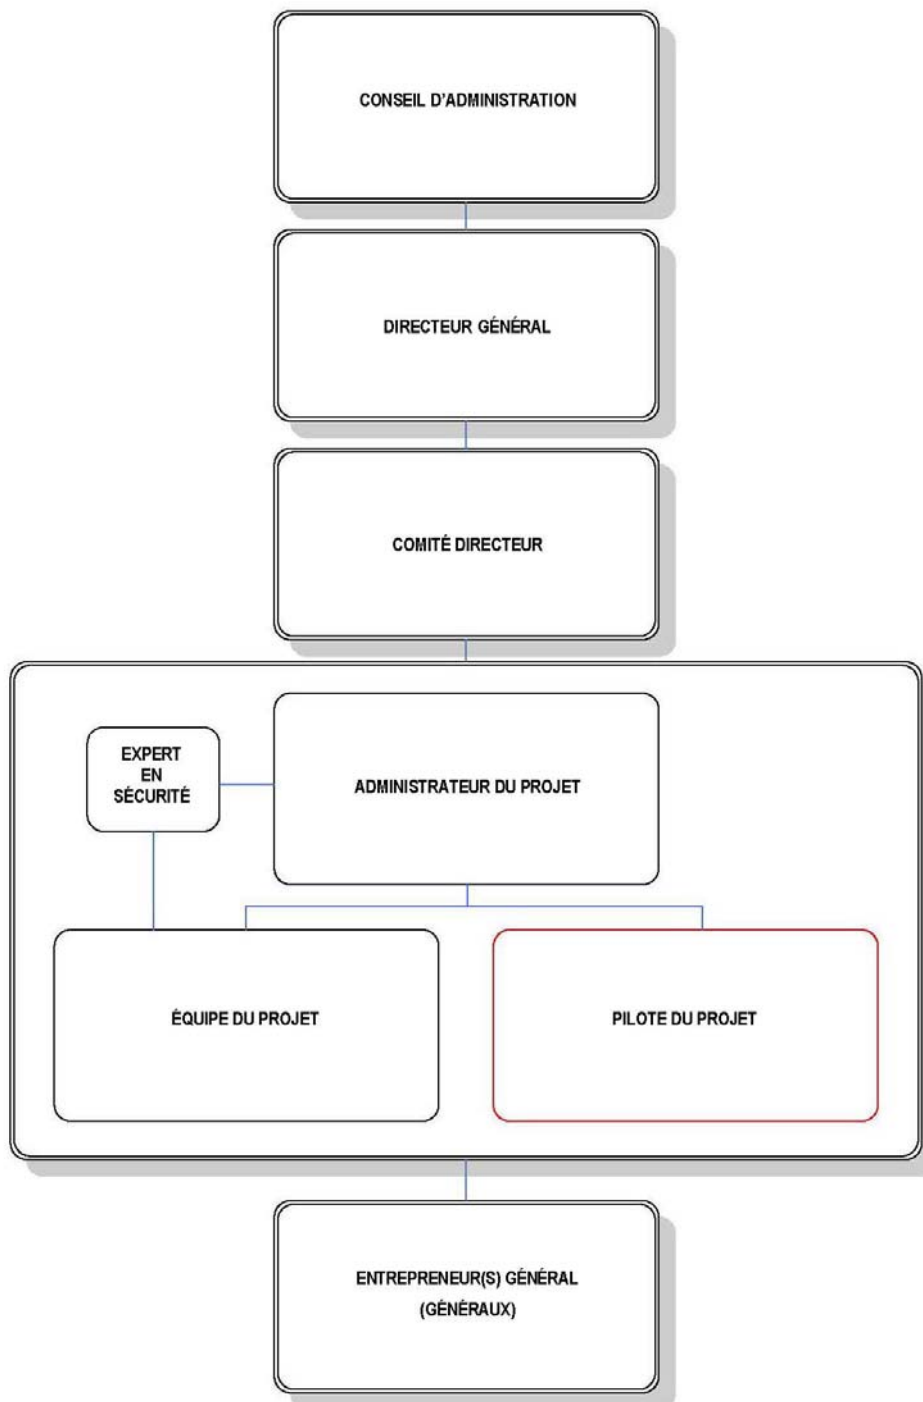 CONSEIL D'ADMINISTRATION
DIRECTEUR GÉNÉRAL
COMITÉ DIRECTEUR
EXPERT
EN
SÉCURITÉ
ADMINISTRATEUR DU PROJET
ÉQUIPE DU PROJET
PILOTE DU PROJET
ENTREPRENEUR(S) GÉNÉRAL
(GÉNÉRAUX)